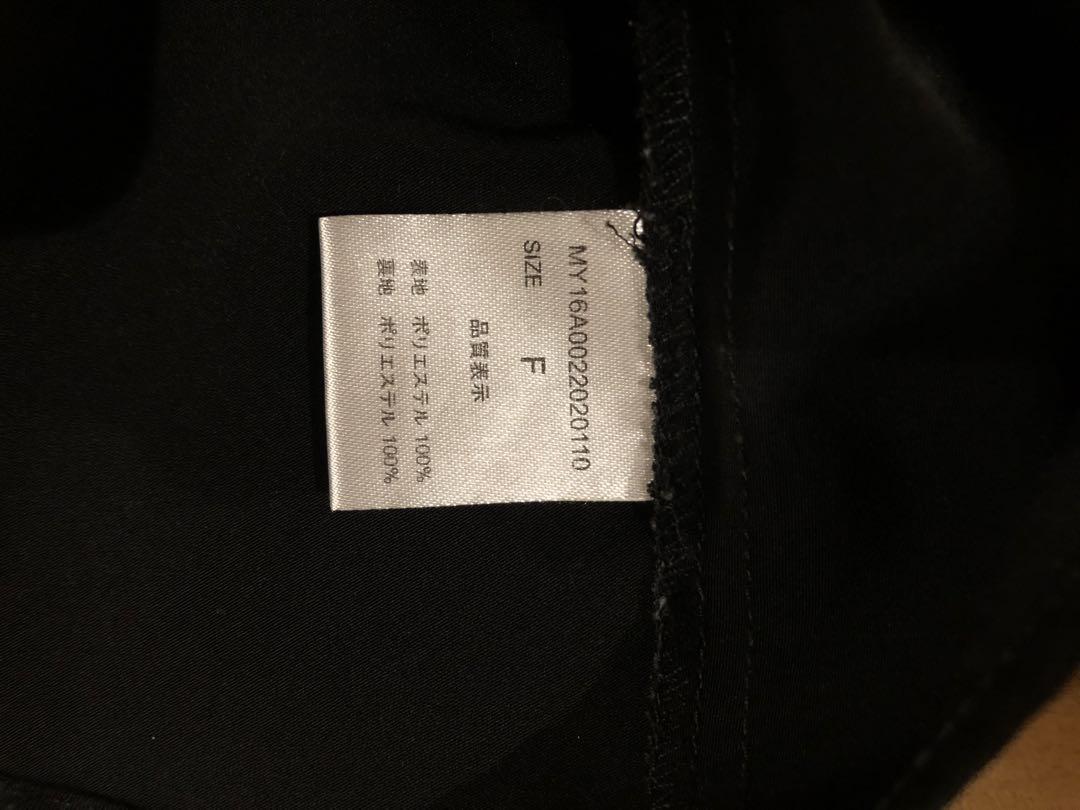 MY16A0022020110
SIZE F
品質表示
表地 ポリエステル 100%
裏地 ポリエステル 100%